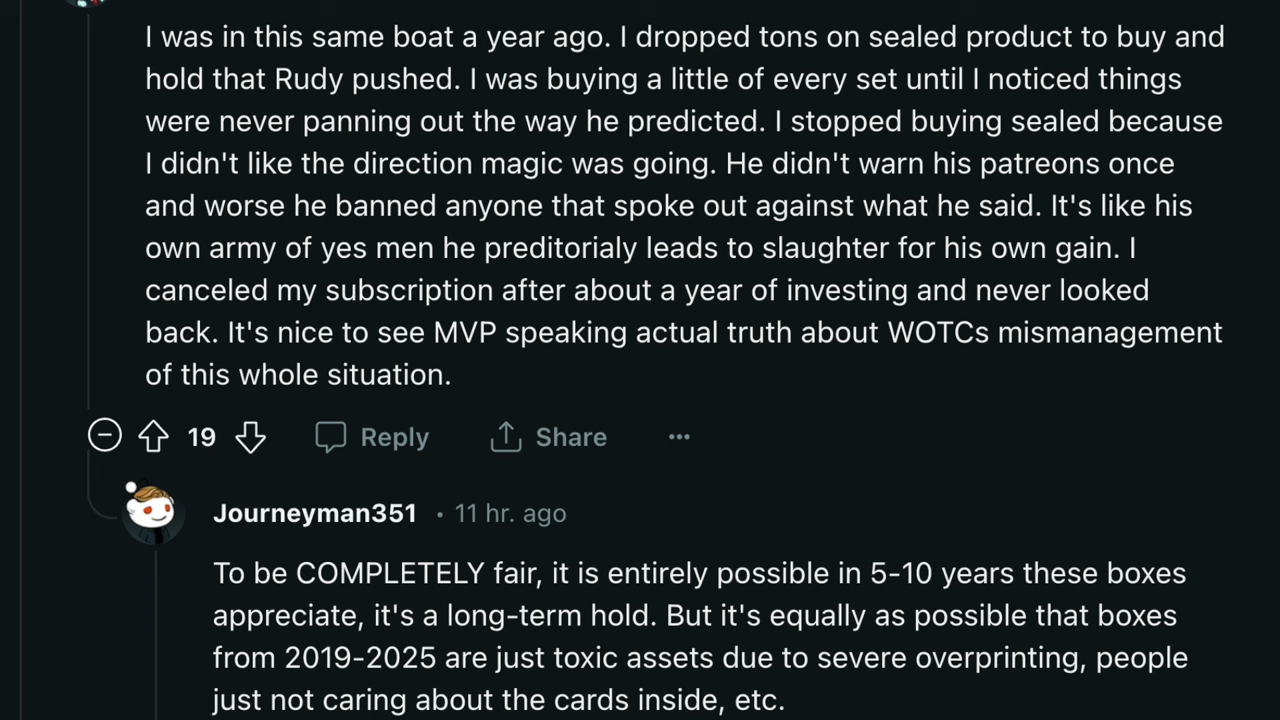 I was in this same boat a year ago. I dropped tons on sealed product to buy and
hold that Rudy pushed. I was buying a little of every set until I noticed things
were never panning out the way he predicted. I stopped buying sealed because
I didn't like the direction magic was going. He didn't warn his patreons once
and worse he banned anyone that spoke out against what he said. It's like his
own army of yes men he preditorialy leads to slaughter for his own gain. I
canceled my subscription after about a year of investing and never looked
back. It's nice to see MVP speaking actual truth about WOTCs mismanagement
of this whole situation.
19 Reply Share ...
Journeyman351 · 11 hr. ago
To be COMPLETELY fair, it is entirely possible in 5-10 years these boxes
appreciate, it's a long-term hold. But it's equally as possible that boxes
from 2019-2025 are just toxic assets due to severe overprinting, people
just not caring about the cards inside, etc.